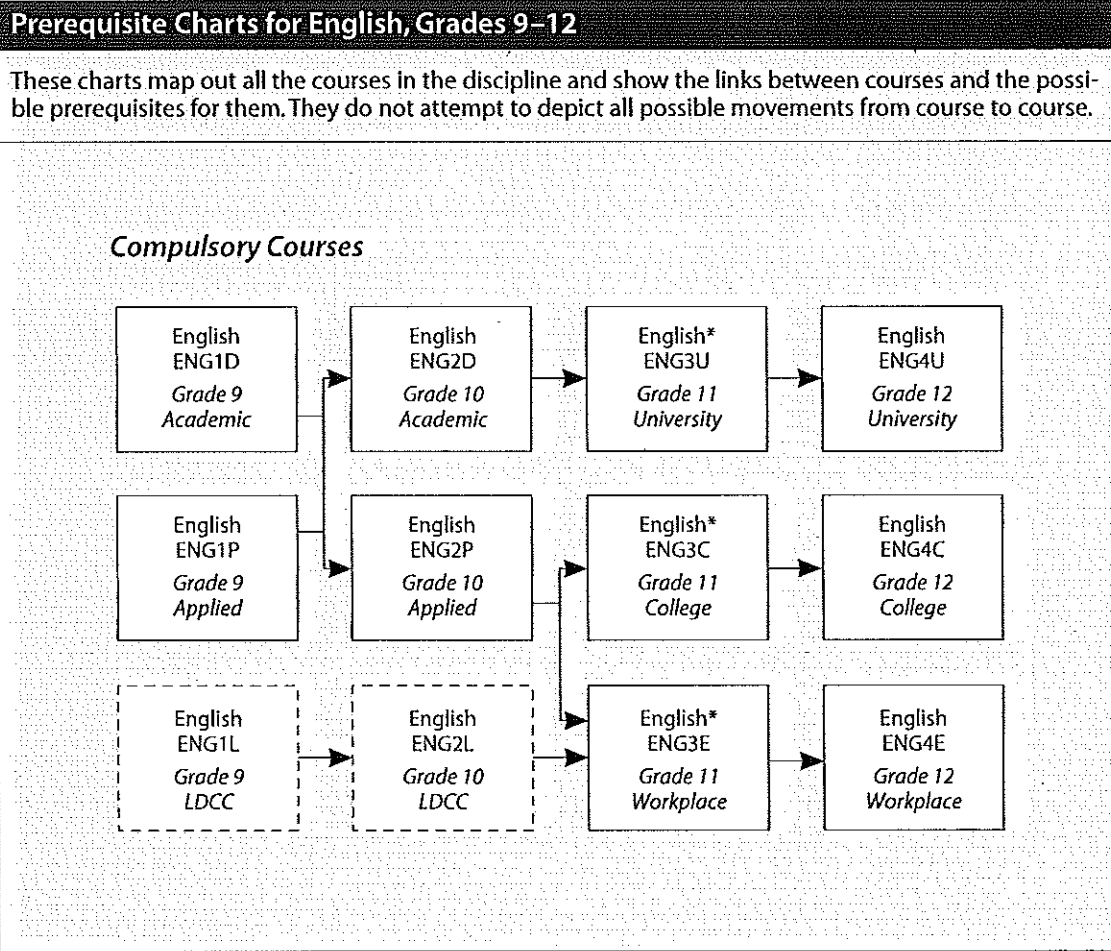 Prerequisite Charts for English, Grades 9–12
These charts map out all the courses in the discipline and show the links between courses and the possi-
ble prerequisites for them. They do not attempt to depict all possible movements from course to course.
Compulsory Courses
English
ENG1D
Grade 9
Academic
English
ENG2D
Grade 10
Academic
English*
ENG3U
Grade 11
University
English
ENG4U
Grade 12
University
English
ENG1P
Grade 9
Applied
English
ENG2P
Grade 10
Applied
English*
ENG3C
Grade 11
College
English
ENG4C
Grade 12
College
English
ENG1L
Grade 9
LDCC
English
ENG2L
Grade 10
LDCC
English*
ENG3E
Grade 11
Workplace
English
ENG4E
Grade 12
Workplace